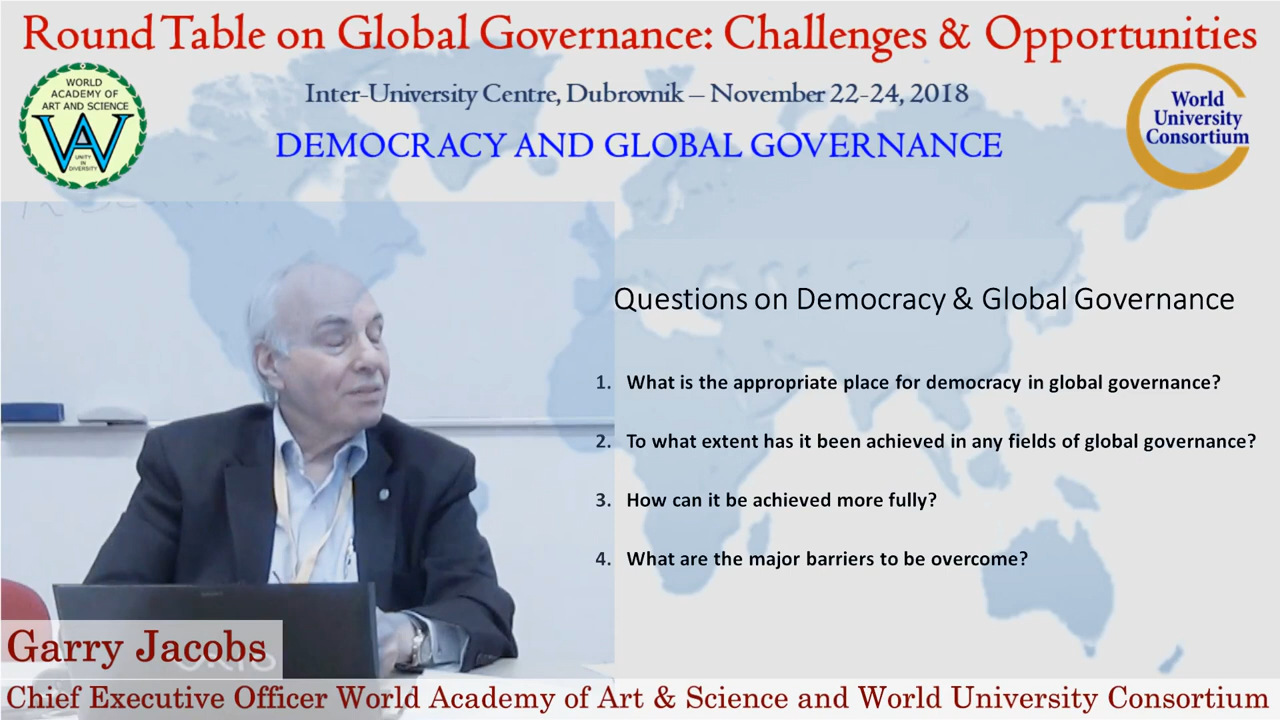 Round Table on Global Governance: Challenges & Opportunities
Inter-University Centre, Dubrovnik – November 22-24, 2018
DEMOCRACY AND GLOBAL GOVERNANCE
WORLD
ACADEMY OF
ART AND SCIENCE
WA
UNITY
IN
DIVERSITY
World
University
Consortium
Questions on Democracy & Global Governance
1. What is the appropriate place for democracy in global governance?
2. To what extent has it been achieved in any fields of global governance?
3. How can it be achieved more fully?
4. What are the major barriers to be overcome?
Garry Jacobs
Chief Executive Officer World Academy of Art & Science and World University Consortium